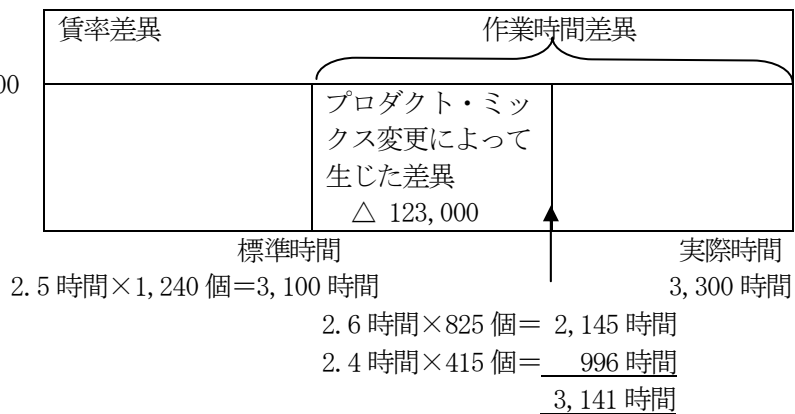 賃率差異 作業時間差異
00
プロダクト・ミッ
クス変更によって
生じた差異
△ 123,000
標準時間 実際時間
2.5 時間×1,240 個=3,100 時間 3,300 時間
2.6 時間×825 個= 2,145 時間
2.4 時間×415 個= 996 時間
3,141 時間